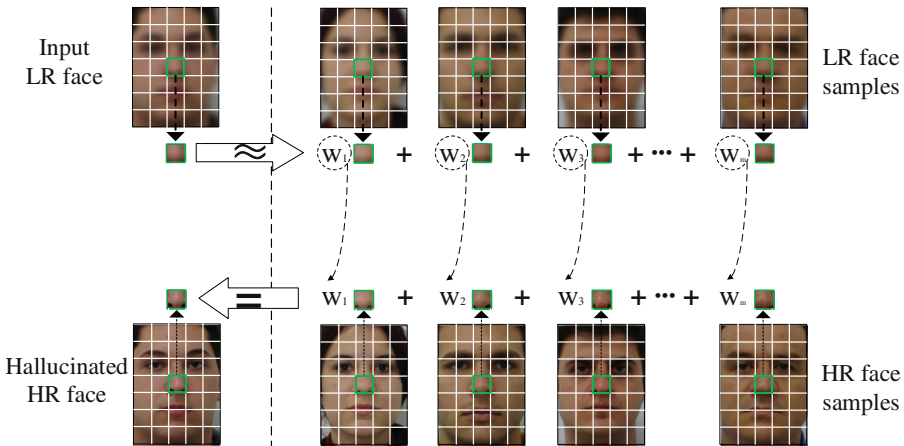 Input
LR face
LR face
samples
≈ w₁ + w₂ + w₃ + ••• + wₘ
= w₁ + w₂ + w₃ + ••• + wₘ
Hallucinated
HR face
HR face
samples